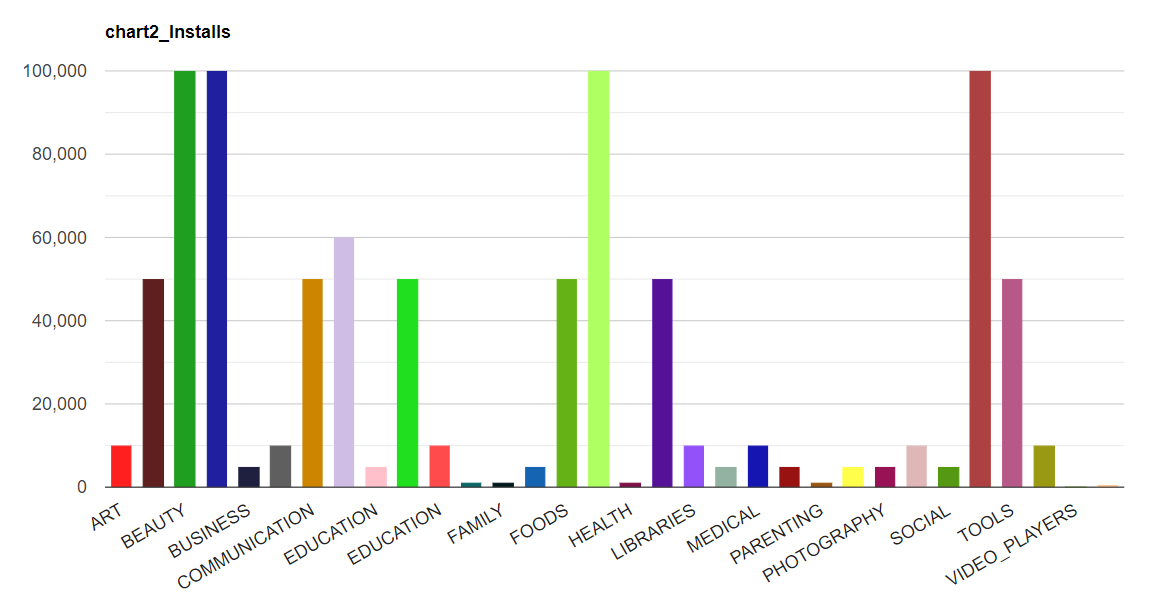 chart2_Installs
100,000
80,000
60,000
40,000
20,000
0
ART
BEAUTY
BUSINESS
COMMUNICATION
EDUCATION
EDUCATION
FAMILY
FOODS
HEALTH
LIBRARIES
MEDICAL
PARENTING
PHOTOGRAPHY
SOCIAL
TOOLS
VIDEO_PLAYERS